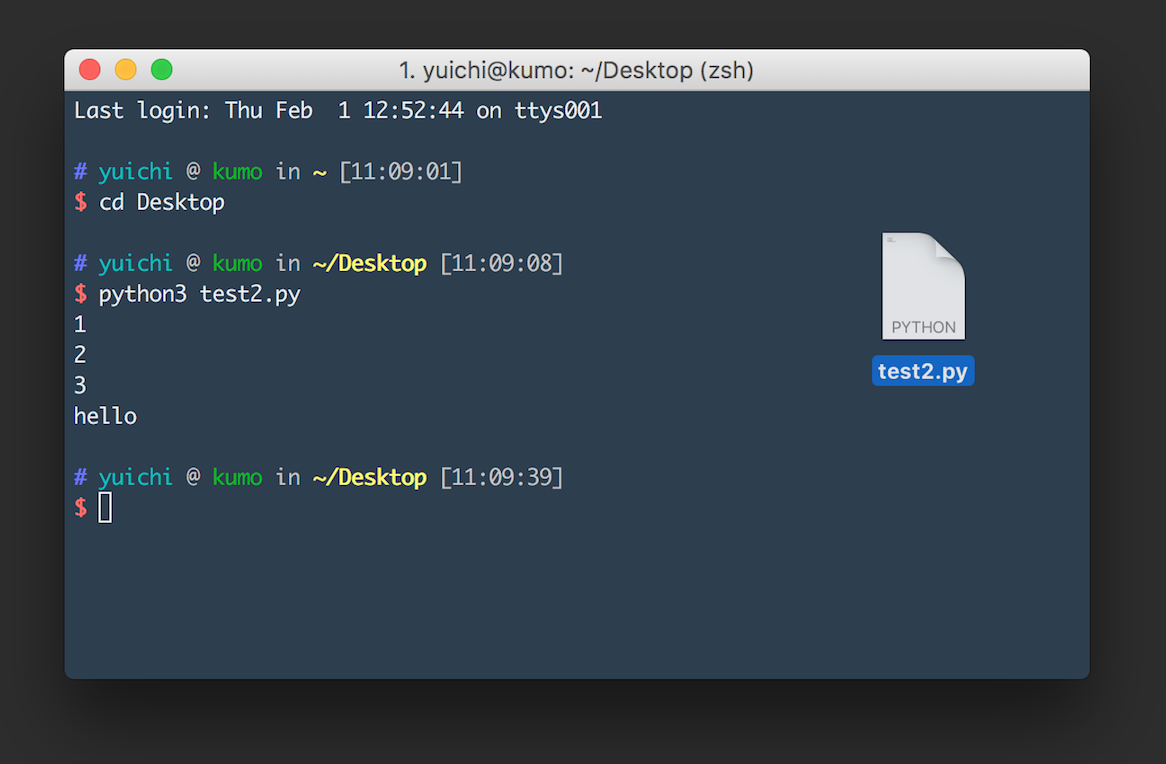 1. yuichi@kumo: ~/Desktop (zsh)
Last login: Thu Feb  1 12:52:44 on ttys001
# yuichi @ kumo in ~ [11:09:01]
$ cd Desktop
# yuichi @ kumo in ~/Desktop [11:09:08]
$ python3 test2.py
1
2
3
hello
# yuichi @ kumo in ~/Desktop [11:09:39]
$
PYTHON
test2.py